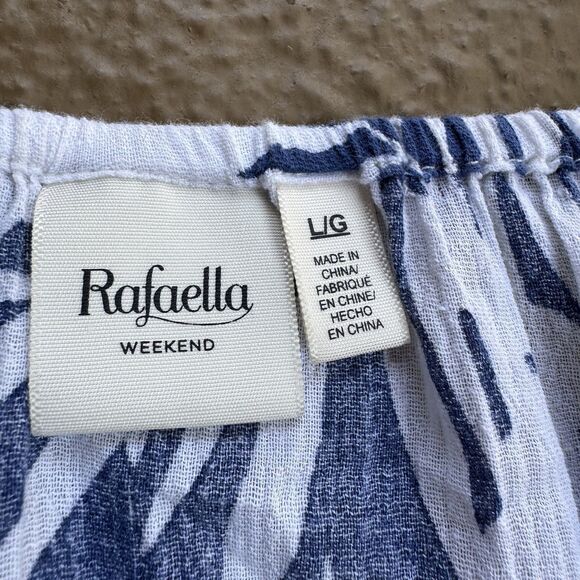 Rafaella
WEEKEND
L/G
MADE IN
CHINA/
FABRIQUÉ
EN CHINE/
HECHO
EN CHINA